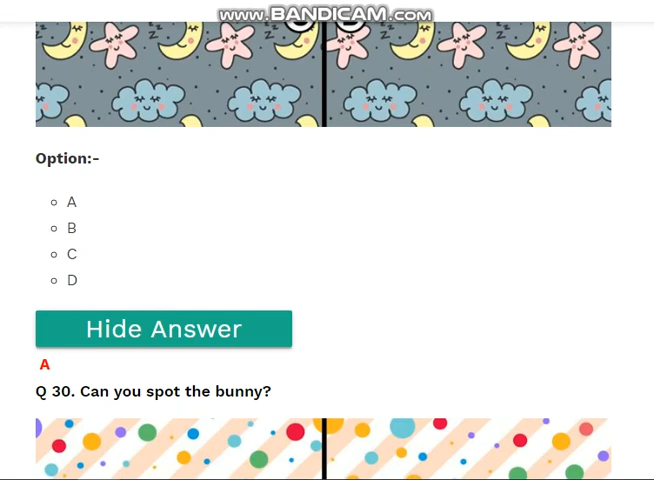 www.BANDICAM.com
Option:-
A
B
C
D
Hide Answer
A
Q 30. Can you spot the bunny?